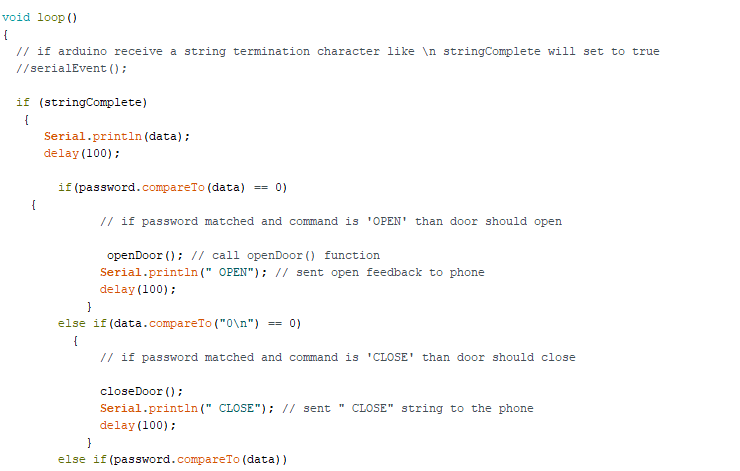 void loop()
{
// if arduino receive a string termination character like \n stringComplete will set to true
//serialEvent();
if (stringComplete)
{
Serial.println(data);
delay(100);
if(password.compareTo(data) == 0)
{
// if password matched and command is 'OPEN' than door should open
openDoor(); // call openDoor() function
Serial.println(" OPEN"); // sent open feedback to phone
delay(100);
}
else if(data.compareTo("0\n") == 0)
{
// if password matched and command is 'CLOSE' than door should close
closeDoor();
Serial.println(" CLOSE"); // sent " CLOSE" string to the phone
delay(100);
}
else if(password.compareTo(data))